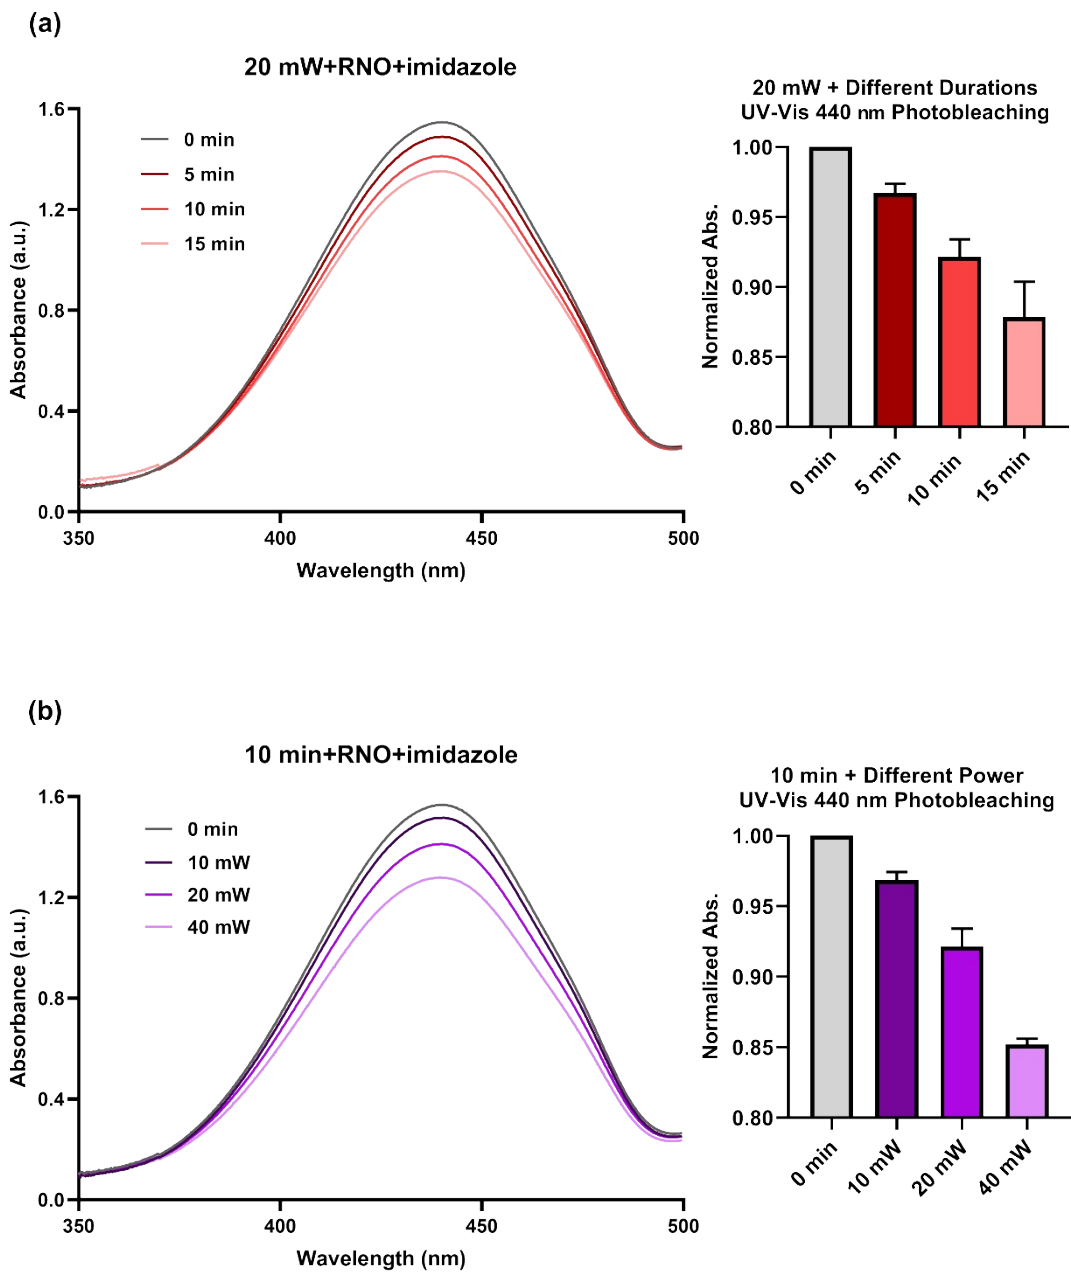 (a)
20 mW+RNO+imidazole
1.6
1.2
0.8
0.4
0.0
Absorbance (a.u.)
0 min
5 min
10 min
15 min
350
400
450
500
Wavelength (nm)
20 mW + Different Durations
UV-Vis 440 nm Photobleaching
1.00
0.95
0.90
0.85
0.80
Normalized Abs.
0 min
5 min
10 min
15 min
(b)
10 min+RNO+imidazole
1.6
1.2
0.8
0.4
0.0
Absorbance (a.u.)
0 min
10 mW
20 mW
40 mW
350
400
450
500
Wavelength (nm)
10 min + Different Power
UV-Vis 440 nm Photobleaching
1.00
0.95
0.90
0.85
0.80
Normalized Abs.
0 min
10 mW
20 mW
40 mW